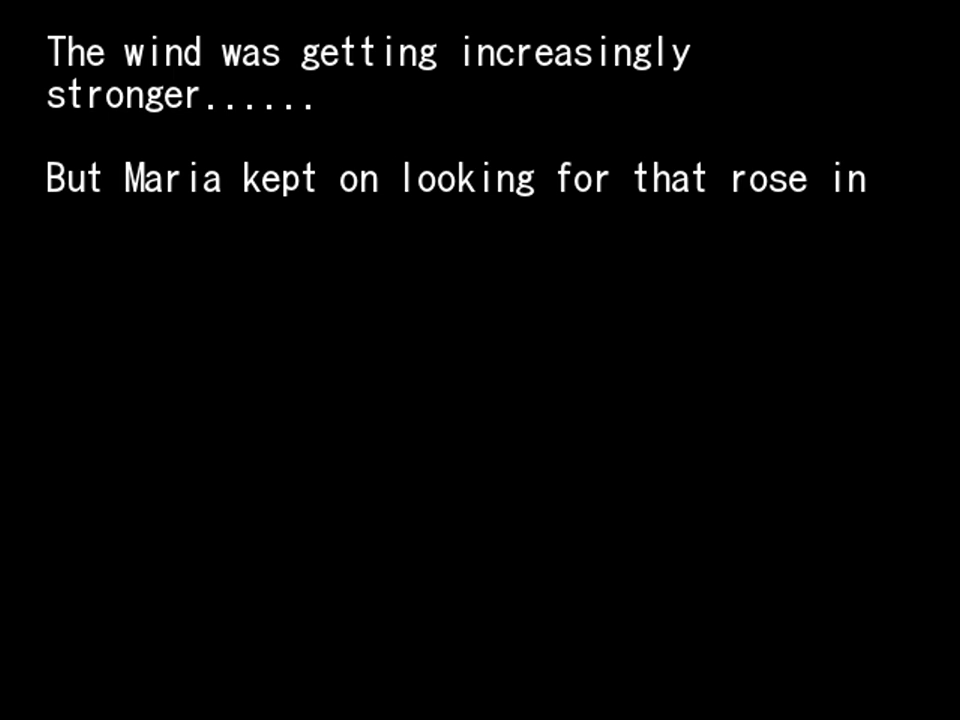 The wind was getting increasingly
stronger......
But Maria kept on looking for that rose in